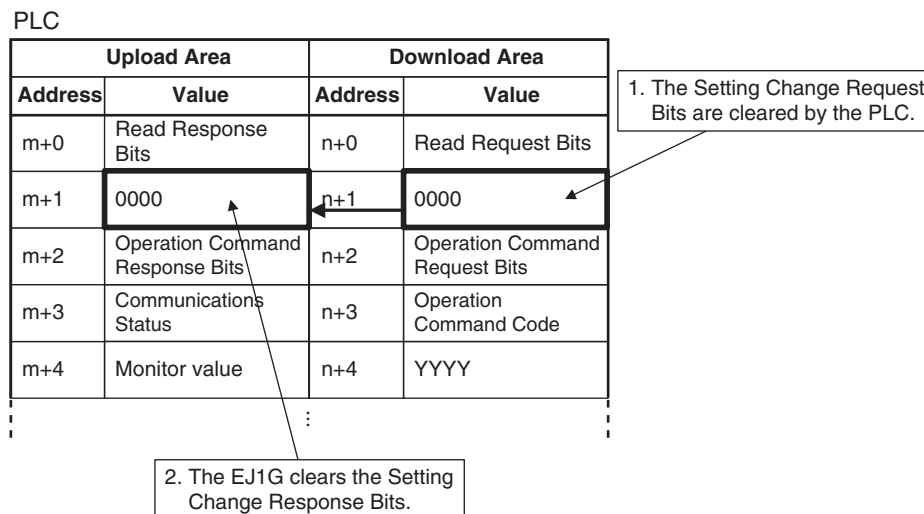 PLC
Upload Area Download Area
Address Value Address Value
m+0 Read Response Bits n+0 Read Request Bits
m+1 0000 n+1 0000
m+2 Operation Command Response Bits n+2 Operation Command Request Bits
m+3 Communications Status n+3 Operation Command Code
m+4 Monitor value n+4 YYYY
1. The Setting Change Request
Bits are cleared by the PLC.
2. The EJ1G clears the Setting
Change Response Bits.